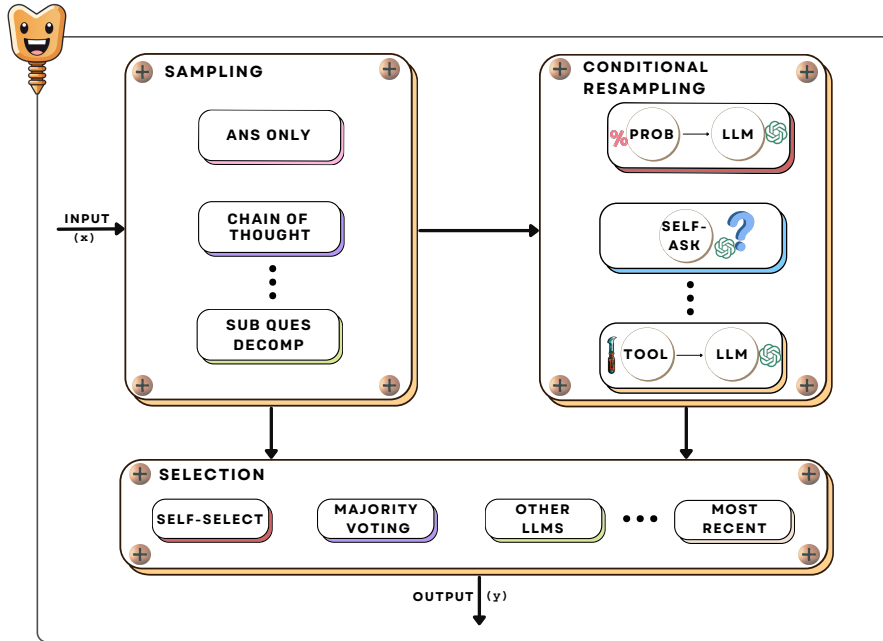 SAMPLING
ANS ONLY
CHAIN OF
THOUGHT
SUB QUES
DECOMP
INPUT
(x)
CONDITIONAL
RESAMPLING
% PROB LLM
SELF-
ASK
?
TOOL LLM
SELECTION
SELF-SELECT
MAJORITY
VOTING
OTHER
LLMS
MOST
RECENT
OUTPUT (y)